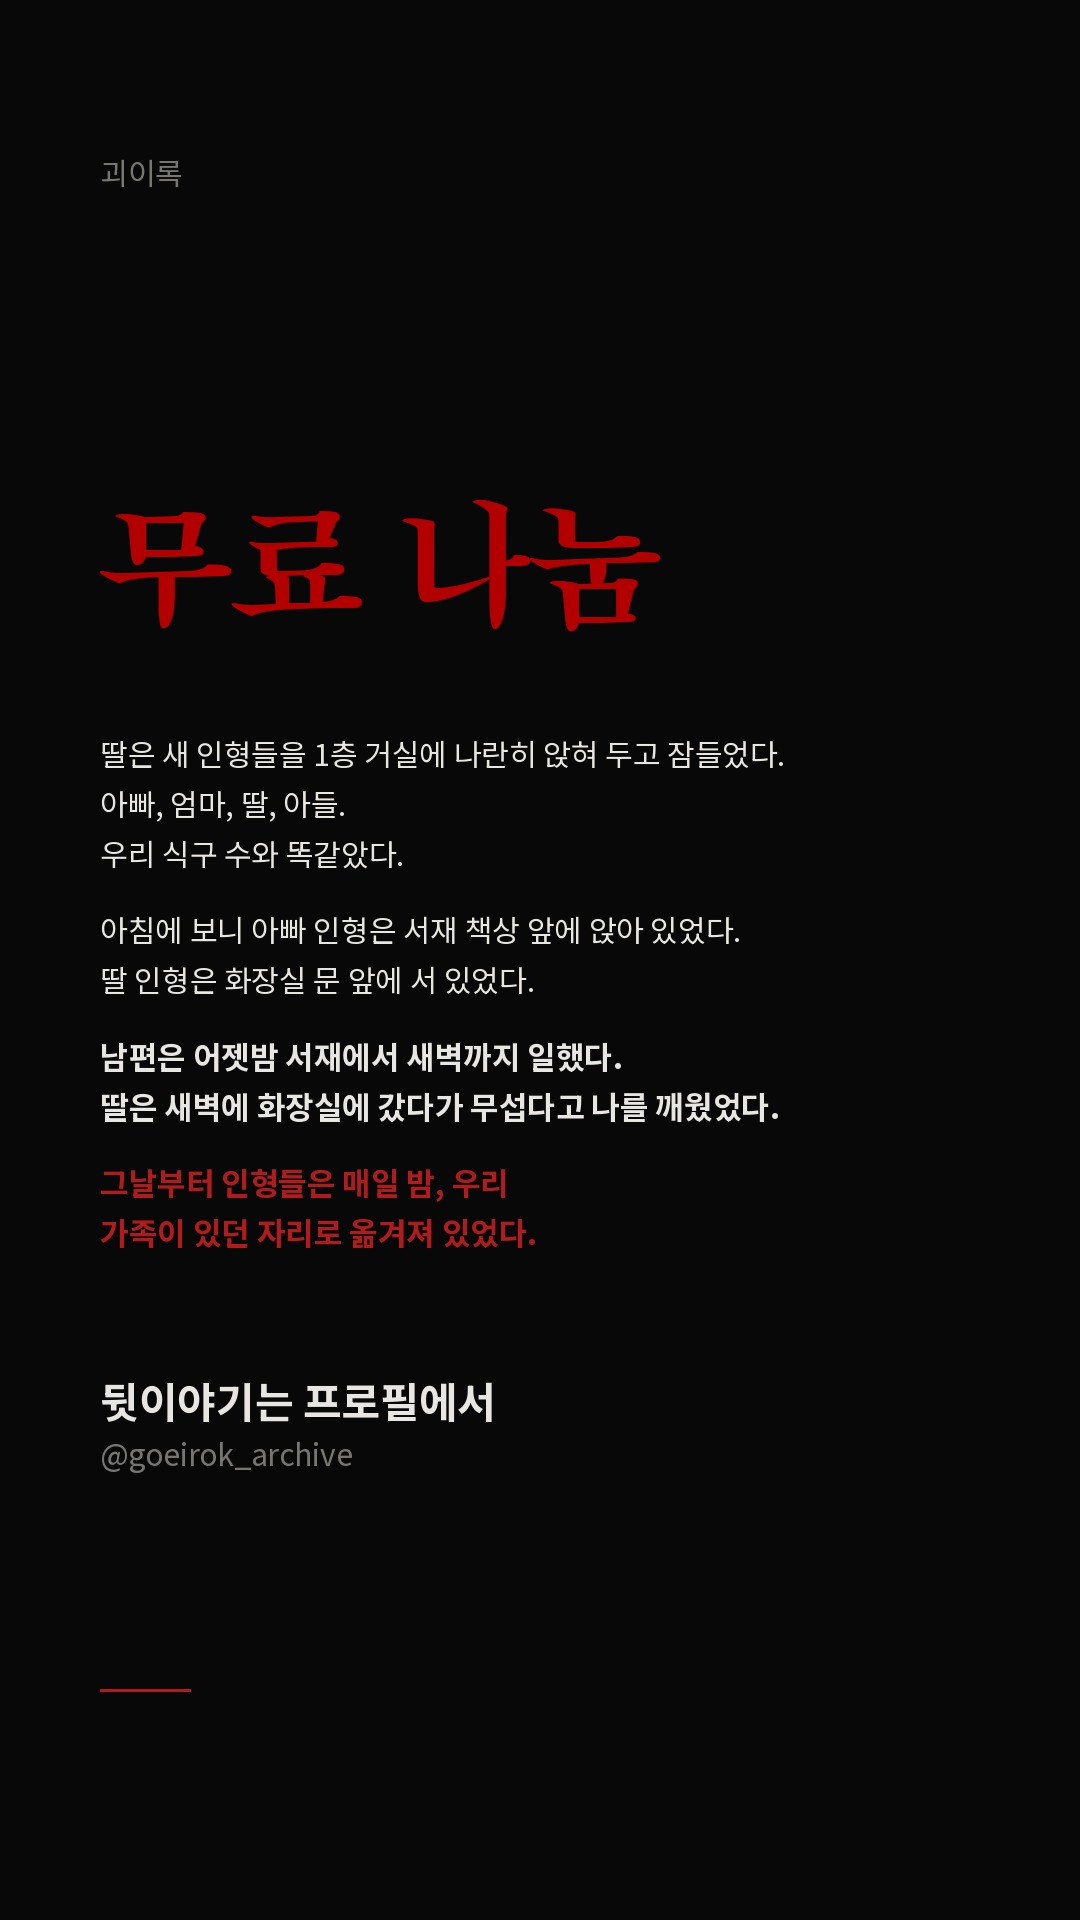 괴이록
무료 나눔
딸은 새 인형들을 1층 거실에 나란히 앉혀 두고 잠들었다.
아빠, 엄마, 딸, 아들.
우리 식구 수와 똑같았다.
아침에 보니 아빠 인형은 서재 책상 앞에 앉아 있었다.
딸 인형은 화장실 문 앞에 서 있었다.
남편은 어젯밤 서재에서 새벽까지 일했다.
딸은 새벽에 화장실에 갔다가 무섭다고 나를 깨웠었다.
그날부터 인형들은 매일 밤, 우리
가족이 있던 자리로 옮겨져 있었다.
뒷이야기는 프로필에서
@goeirok_archive